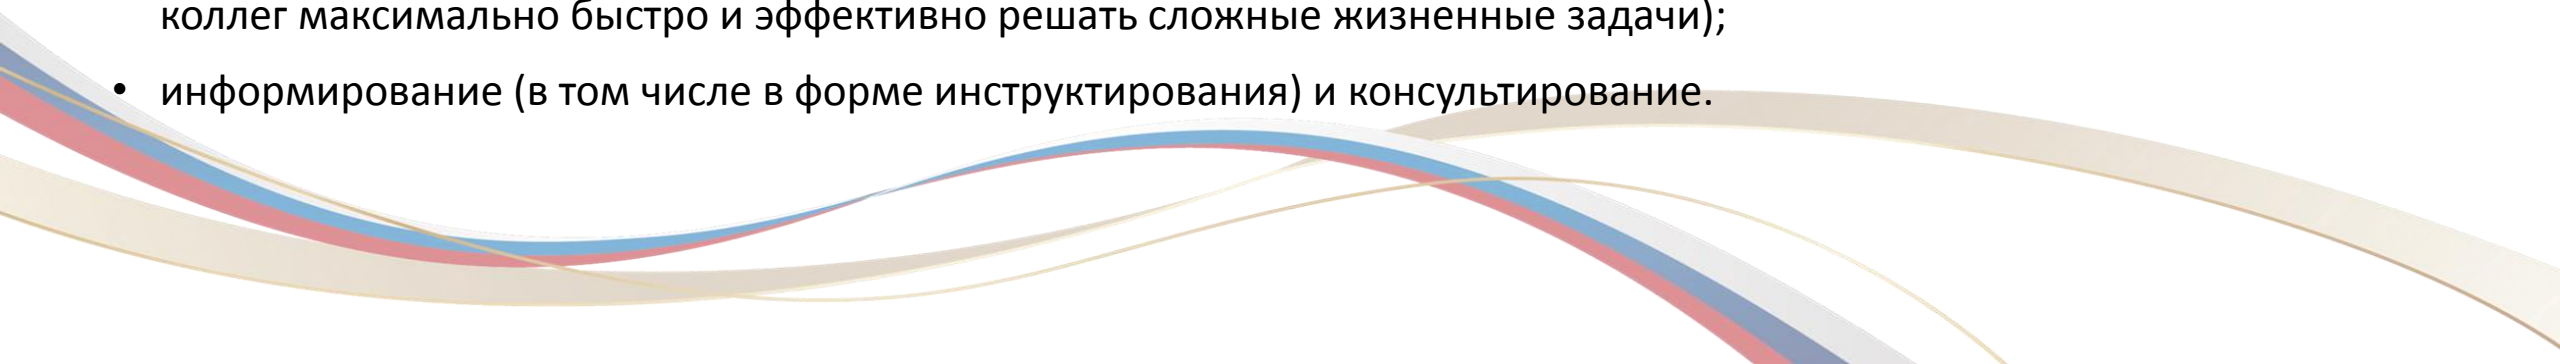 коллег максимально быстро и эффективно решать сложные жизненные задачи);
• информирование (в том числе в форме инструктирования) и консультирование.